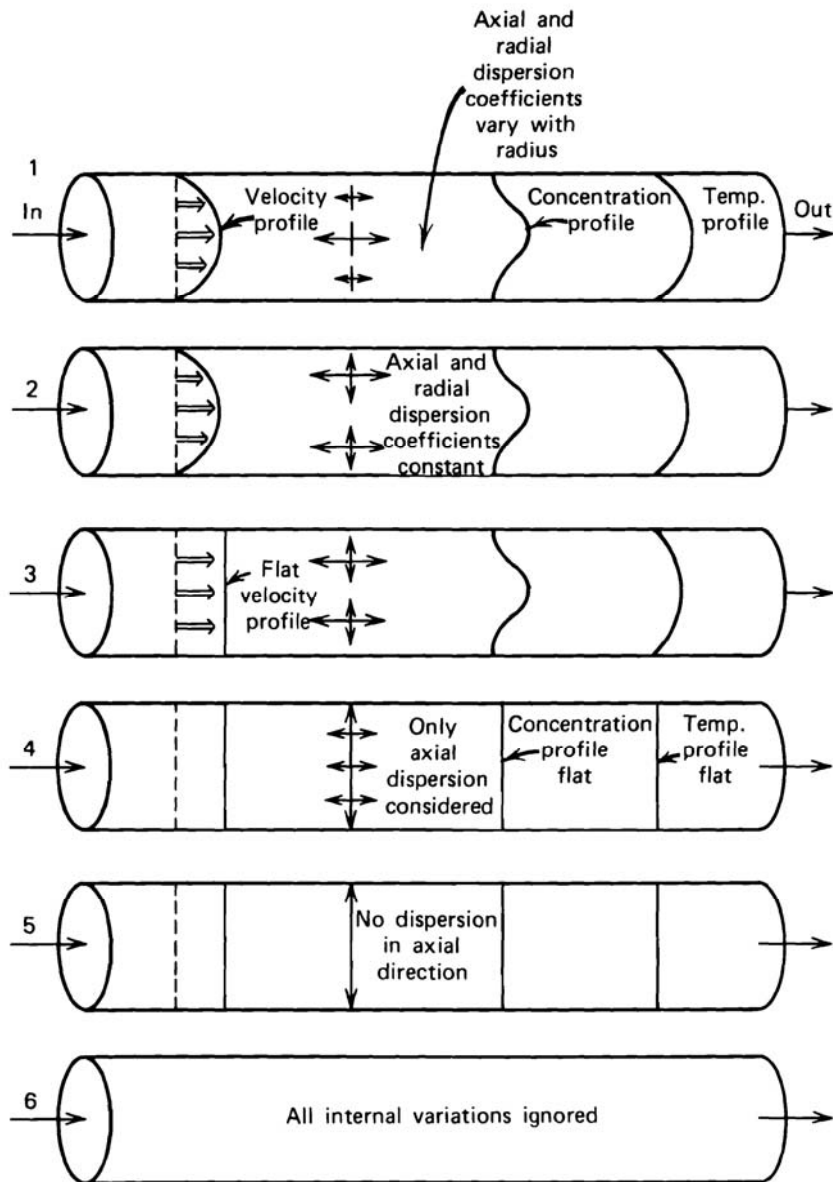 Axial and
radial
dispersion
coefficients
vary with
radius
1
In
Velocity
profile
Concentration
profile
Temp.
profile
Out
2
Axial and
radial
dispersion
coefficients
constant
3
Flat
velocity
profile
4
Only
axial
dispersion
considered
Concentration
profile
flat
Temp.
profile
flat
5
No dispersion
in axial
direction
6
All internal variations ignored